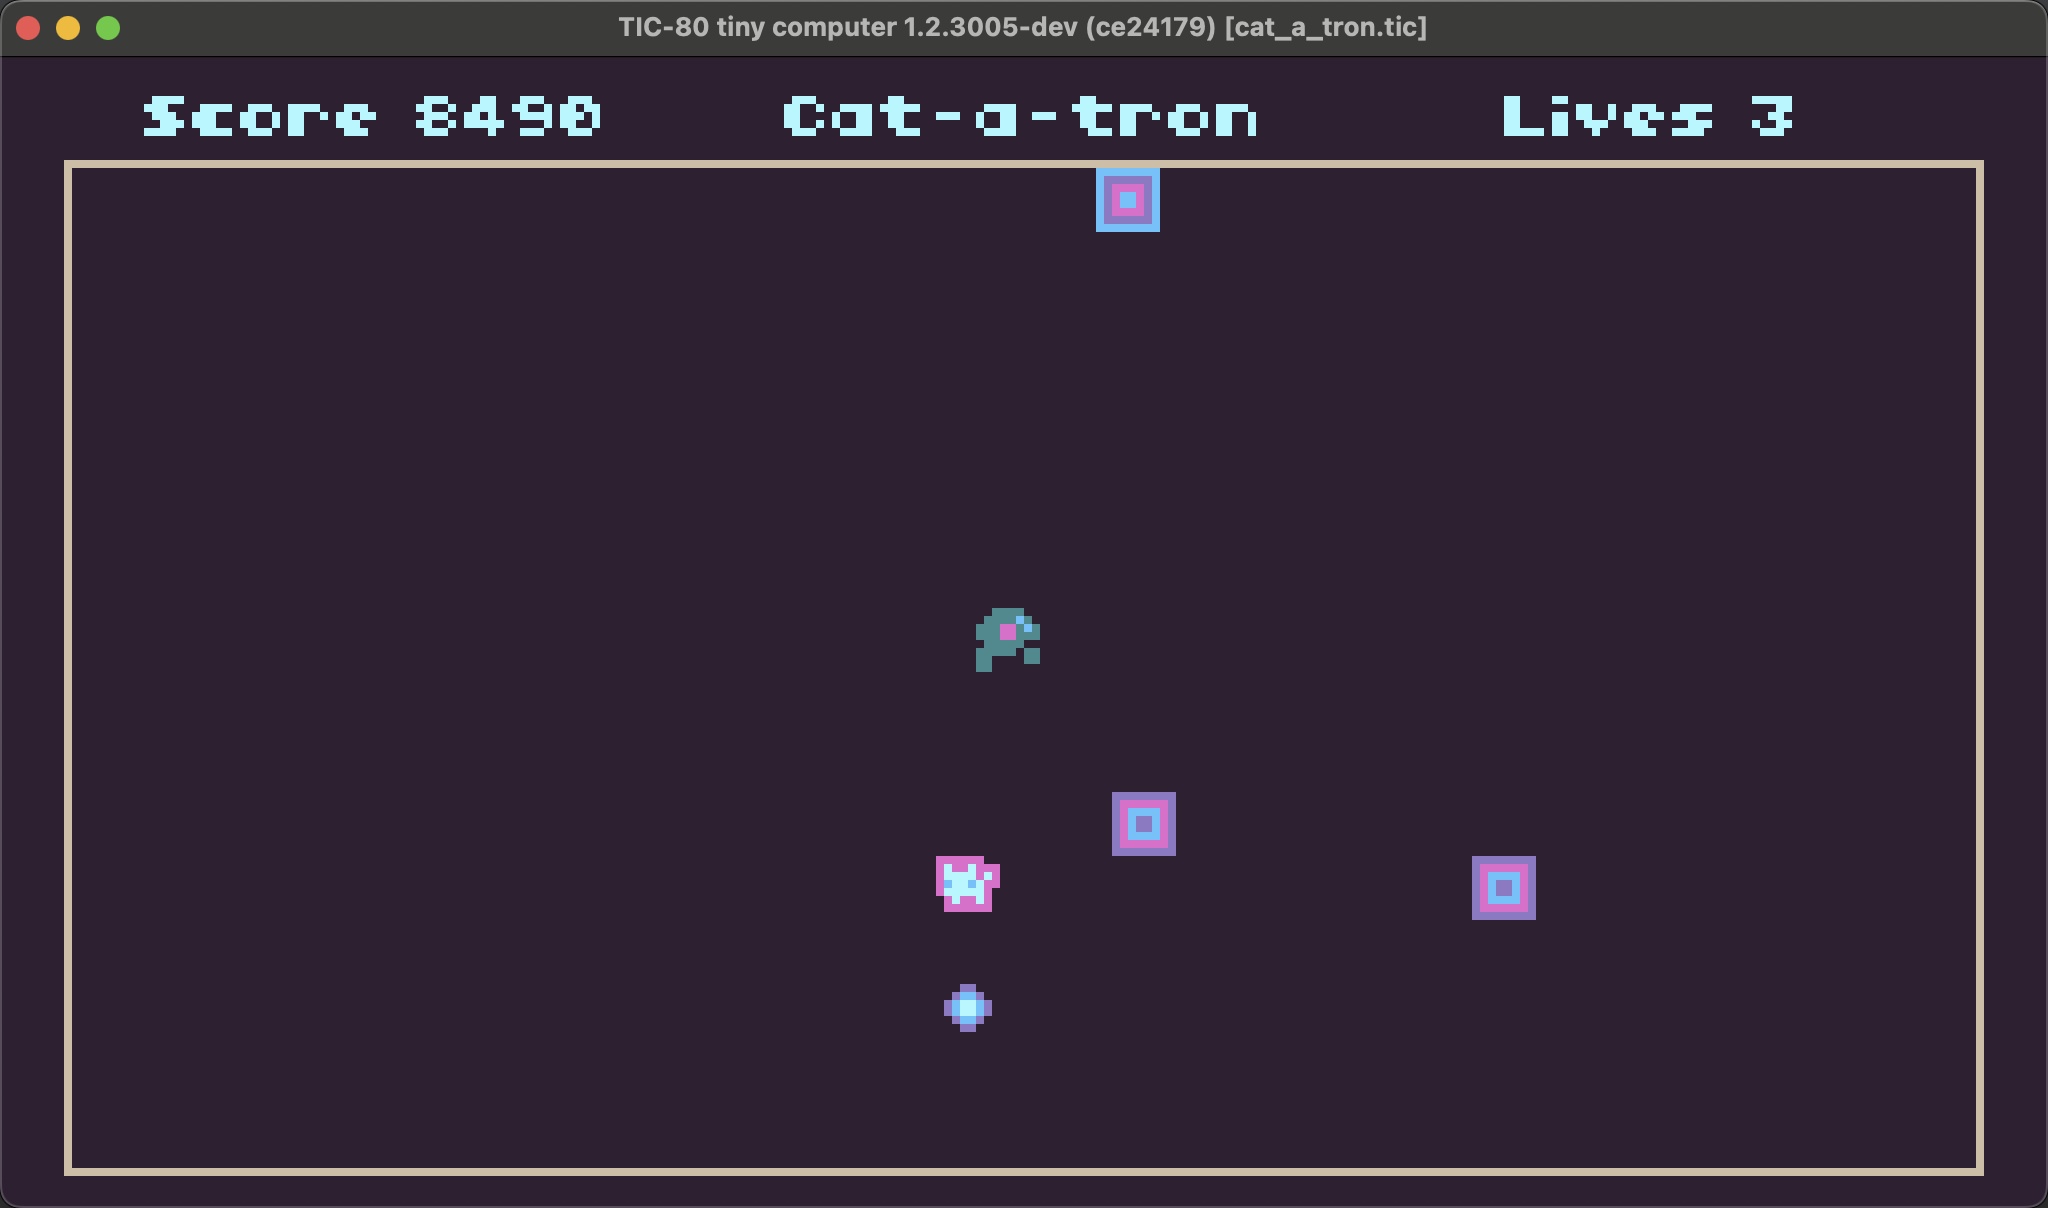 TIC-80 tiny computer 1.2.3005-dev (ce24179) [cat_a_tron.tic]
Score 8490 Cat-a-tron Lives 3